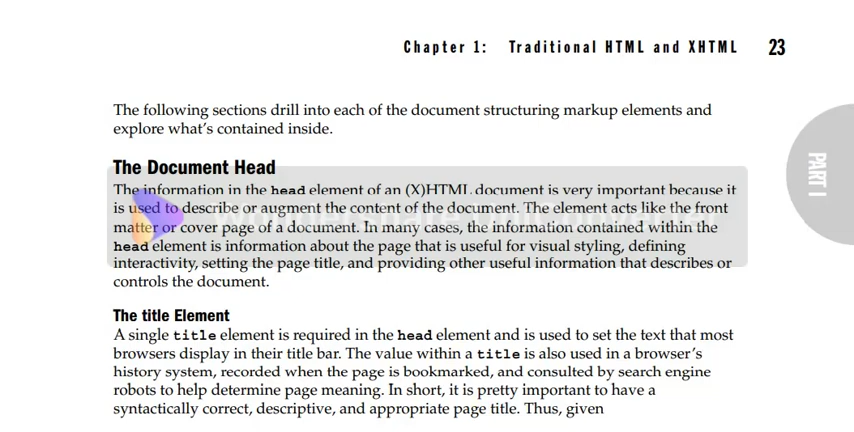 Chapter 1: Traditional HTML and XHTML 23
PART I
The following sections drill into each of the document structuring markup elements and
explore what's contained inside.
The Document Head
The information in the head element of an (X)HTML document is very important because it
is used to describe or augment the content of the document. The element acts like the front
matter or cover page of a document. In many cases, the information contained within the
head element is information about the page that is useful for visual styling, defining
interactivity, setting the page title, and providing other useful information that describes or
controls the document.
Wondershare UniConverter
The title Element
A single title element is required in the head element and is used to set the text that most
browsers display in their title bar. The value within a title is also used in a browser's
history system, recorded when the page is bookmarked, and consulted by search engine
robots to help determine page meaning. In short, it is pretty important to have a
syntactically correct, descriptive, and appropriate page title. Thus, given